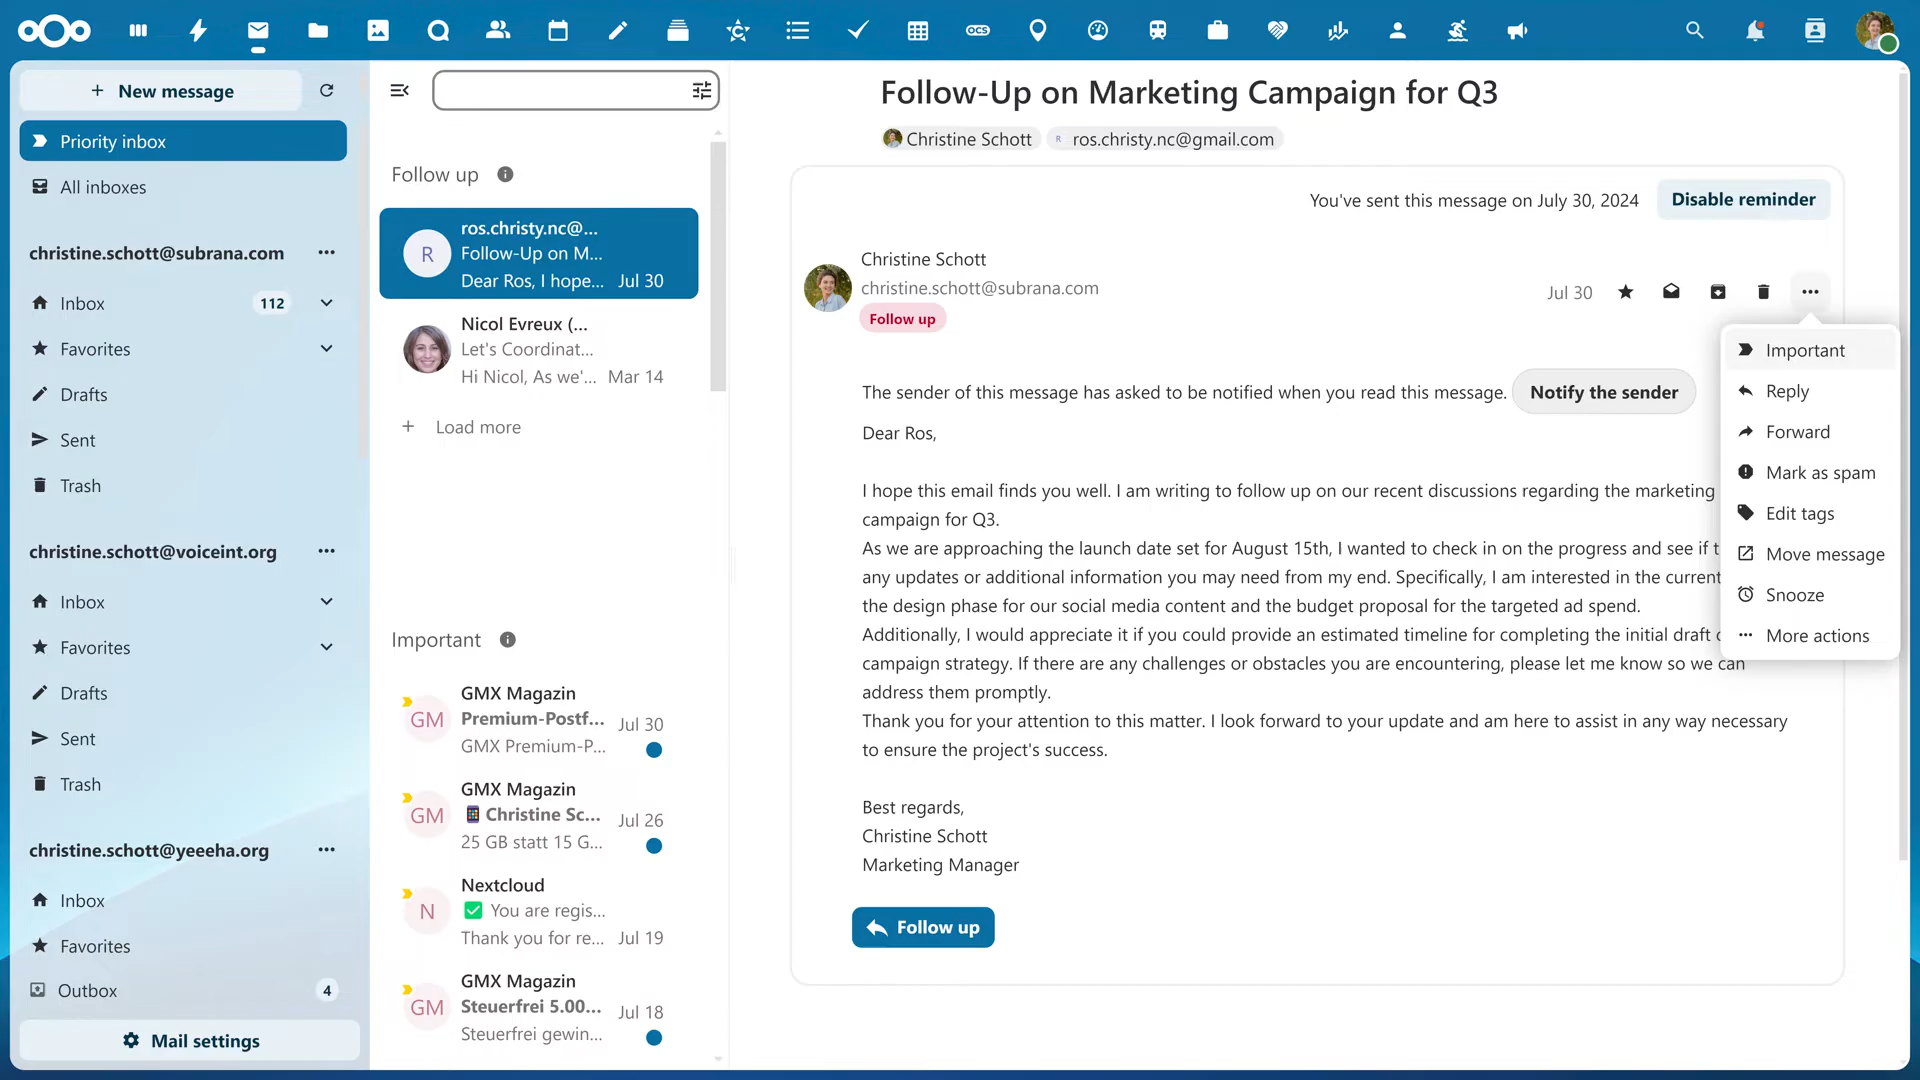 OCS
New message
Priority inbox
All inboxes
christine.schott@subrana.com
Inbox 112
Favorites
Drafts
Sent
Trash
christine.schott@voiceint.org
Inbox
Favorites
Drafts
Sent
Trash
christine.schott@yeeeha.org
Inbox
Favorites
Outbox 4
Mail settings
Follow up
R
ros.christy.nc@...
Follow-Up on M...
Dear Ros, I hope... Jul 30
Nicol Evreux (...
Let's Coordinat...
Hi Nicol, As we'... Mar 14
Load more
Important
GM
GMX Magazin
Premium-Postf... Jul 30
GMX Premium-P...
GM
GMX Magazin
Christine Sc... Jul 26
25 GB statt 15 G...
N
Nextcloud
You are regis...
Thank you for re... Jul 19
GM
GMX Magazin
Steuerfrei 5.00... Jul 18
Steuerfrei gewin...
Follow-Up on Marketing Campaign for Q3
Christine Schott R ros.christy.nc@gmail.com
You've sent this message on July 30, 2024 Disable reminder
Christine Schott
christine.schott@subrana.com
Follow up
Jul 30
The sender of this message has asked to be notified when you read this message. Notify the sender
Dear Ros,
I hope this email finds you well. I am writing to follow up on our recent discussions regarding the marketing
campaign for Q3.
As we are approaching the launch date set for August 15th, I wanted to check in on the progress and see if
any updates or additional information you may need from my end. Specifically, I am interested in the current
the design phase for our social media content and the budget proposal for the targeted ad spend.
Additionally, I would appreciate it if you could provide an estimated timeline for completing the initial draft
campaign strategy. If there are any challenges or obstacles you are encountering, please let me know so we can
address them promptly.
Thank you for your attention to this matter. I look forward to your update and am here to assist in any way necessary
to ensure the project's success.
Best regards,
Christine Schott
Marketing Manager
Follow up
Important
Reply
Forward
Mark as spam
Edit tags
Move message
Snooze
More actions